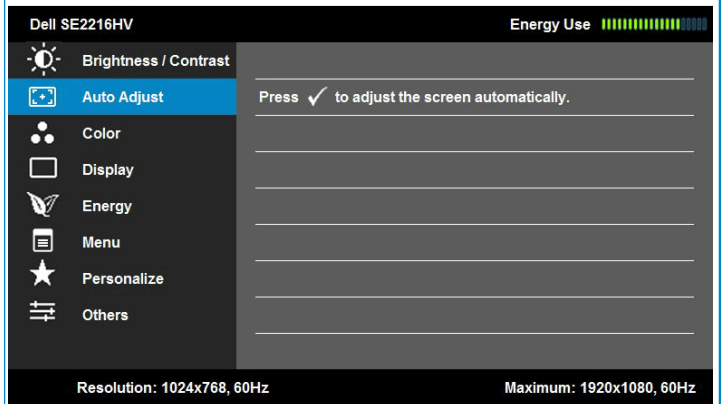 Dell SE2216HV Energy Use
Brightness / Contrast
Auto Adjust Press ✓ to adjust the screen automatically.
Color
Display
Energy
Menu
Personalize
Others
Resolution: 1024x768, 60Hz Maximum: 1920x1080, 60Hz